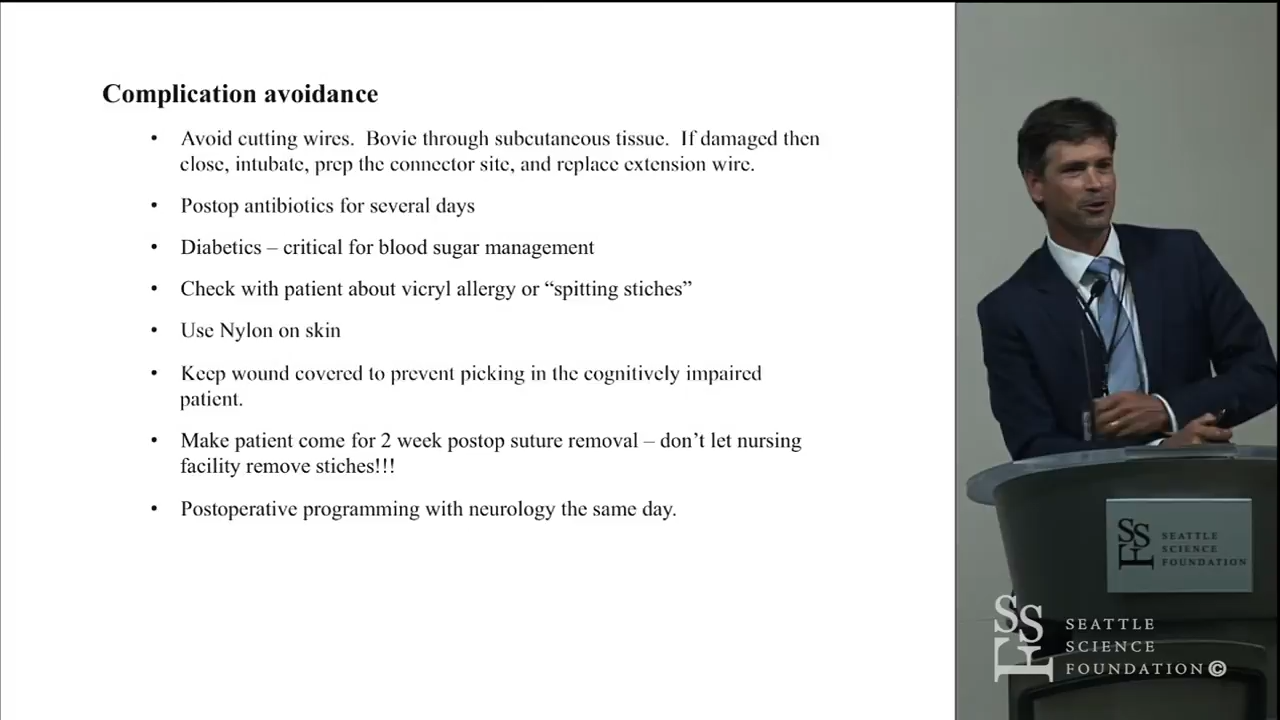 Complication avoidance
• Avoid cutting wires. Bovie through subcutaneous tissue. If damaged then
close, intubate, prep the connector site, and replace extension wire.
• Postop antibiotics for several days
• Diabetics – critical for blood sugar management
• Check with patient about vicryl allergy or “spitting stiches”
• Use Nylon on skin
• Keep wound covered to prevent picking in the cognitively impaired
patient.
• Make patient come for 2 week postop suture removal – don’t let nursing
facility remove stiches!!!
• Postoperative programming with neurology the same day.
SSF
SEATTLE
SCIENCE
FOUNDATION
SSF
SEATTLE
SCIENCE
FOUNDATION©